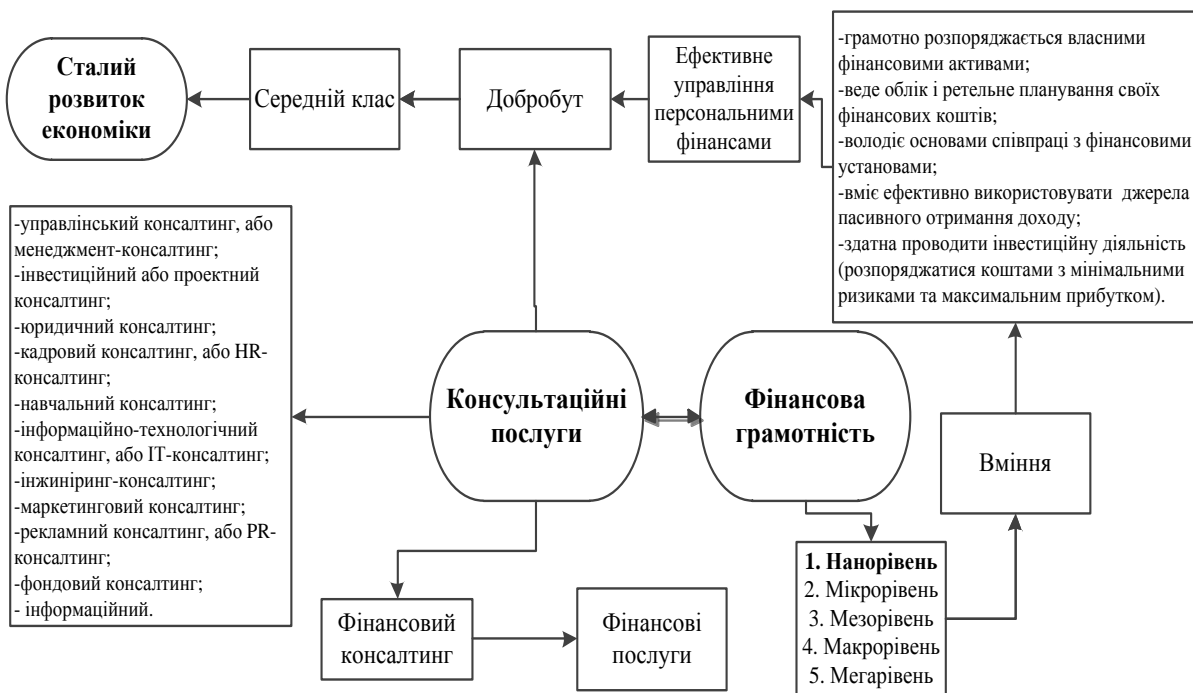 Сталий
розвиток
економіки
Середній клас
Добробут
Ефективне
управління
персональними
фінансами
-грамотно розпоряджається власними
фінансовими активами;
-веде облік і ретельне планування своїх
фінансових коштів;
-володіє основами співпраці з фінансовими
установами;
-вміє ефективно використовувати джерела
пасивного отримання доходу;
-здатна проводити інвестиційну діяльність
(розпоряджатися коштами з мінімальними
ризиками та максимальним прибутком).
-управлінський консалтинг, або
менеджмент-консалтинг;
-інвестиційний або проектний
консалтинг;
-юридичний консалтинг;
-кадровий консалтинг, або HR-
консалтинг;
-навчальний консалтинг;
-інформаційно-технологічний
консалтинг, або IT-консалтинг;
-інжиніринг-консалтинг;
-маркетинговий консалтинг;
-рекламний консалтинг, або PR-
консалтинг;
-фондовий консалтинг;
- інформаційний.
Консультаційні
послуги
Фінансова
грамотність
Вміння
1. Нанорівень
2. Мікрорівень
3. Мезорівень
4. Макрорівень
5. Мегарівень
Фінансовий
консалтинг
Фінансові
послуги